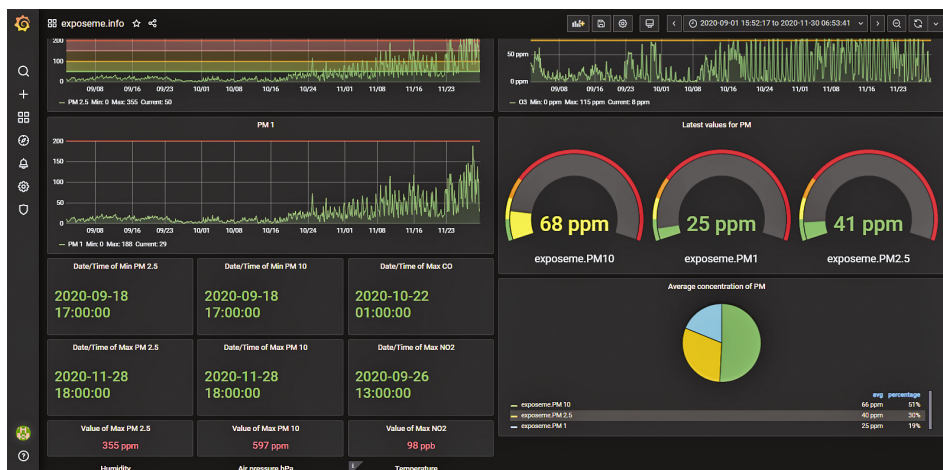 exposeme.info
2020-09-01 15:52:17 to 2020-11-30 06:53:41
200
100
0
09/08 09/16 09/23 10/01 10/08 10/16 10/24 11/01 11/08 11/16 11/23
PM 2.5 Min: 0 Max: 355 Current: 50
50 ppm
0 ppm
09/08 09/16 09/23 10/01 10/08 10/16 10/24 11/01 11/08 11/16 11/23
O3 Min: 0 ppm Max: 115 ppm Current: 8 ppm
PM 1
200
150
100
50
0
09/08 09/16 09/23 10/01 10/08 10/16 10/24 11/01 11/08 11/16 11/23
PM 1 Min: 0 Max: 188 Current: 29
Latest values for PM
68 ppm 25 ppm 41 ppm
exposeme.PM10 exposeme.PM1 exposeme.PM2.5
Date/Time of Min PM 2.5
2020-09-18
17:00:00
Date/Time of Min PM 10
2020-09-18
17:00:00
Date/Time of Max CO
2020-10-22
01:00:00
Date/Time of Max PM 2.5
2020-11-28
18:00:00
Date/Time of Max PM 10
2020-11-28
18:00:00
Date/Time of Max NO2
2020-09-26
13:00:00
Value of Max PM 2.5
355 ppm
Value of Max PM 10
597 ppm
Value of Max NO2
98 ppb
Average concentration of PM
avg percentage
exposeme.PM 10 66 ppm 51%
exposeme.PM 2.5 40 ppm 30%
exposeme.PM 1 25 ppm 19%
Humidity
Air pressure hPa
Temperature